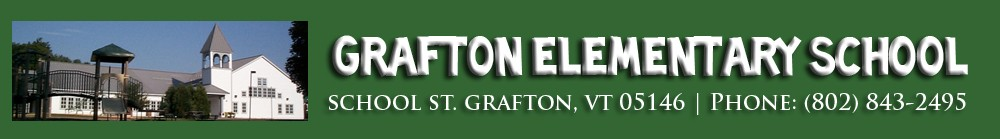 GRAFTON ELEMENTARY SCHOOL
SCHOOL ST. GRAFTON, VT 05146 | PHONE: (802) 843-2495